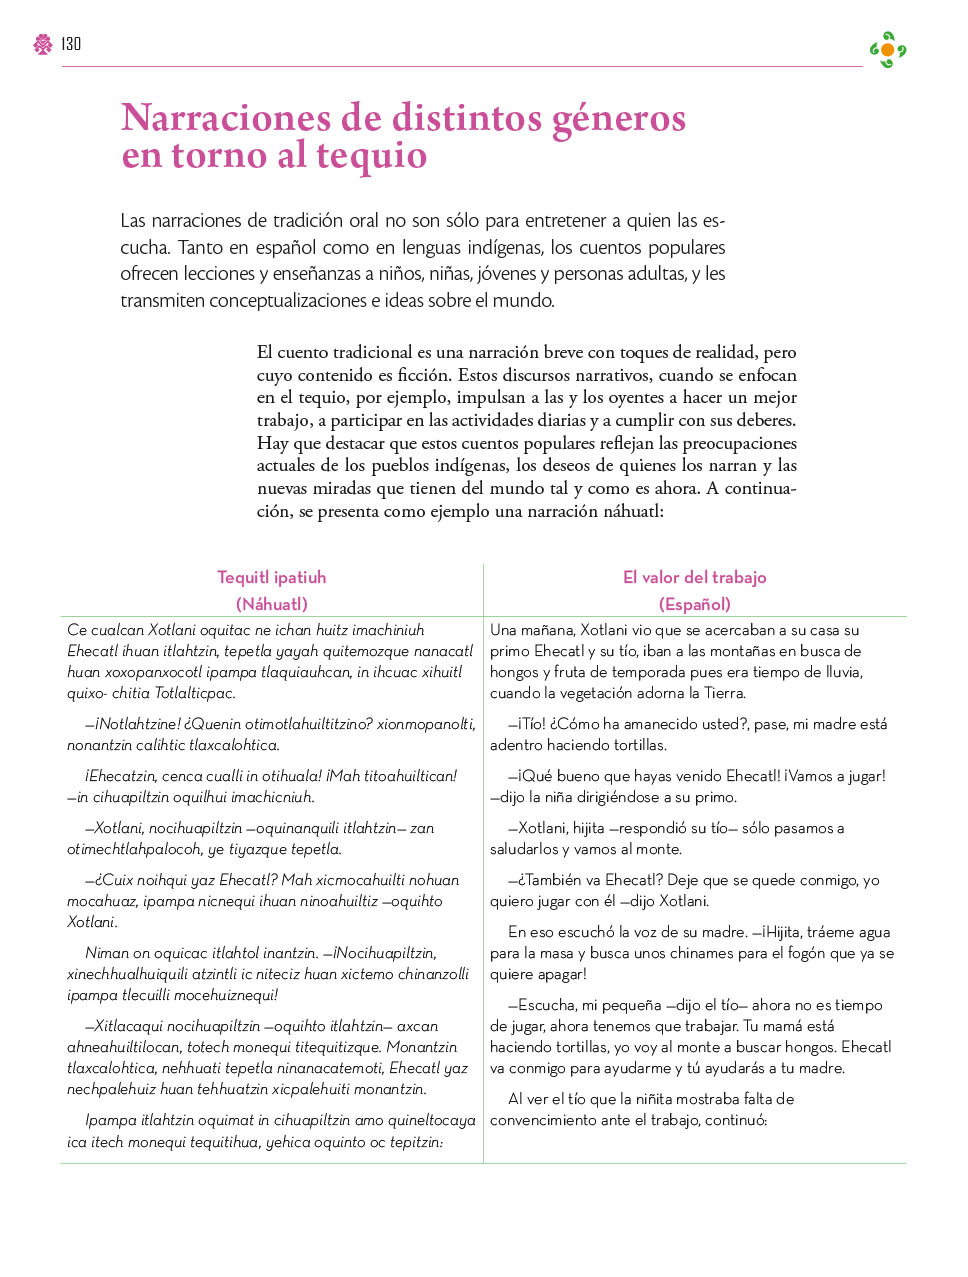 130
Narraciones de distintos géneros
en torno al tequio
Las narraciones de tradición oral no son sólo para entretener a quien las es-
cucha. Tanto en español como en lenguas indígenas, los cuentos populares
ofrecen lecciones y enseñanzas a niños, niñas, jóvenes y personas adultas, y les
transmiten conceptualizaciones e ideas sobre el mundo.
El cuento tradicional es una narración breve con toques de realidad, pero
cuyo contenido es ficción. Estos discursos narrativos, cuando se enfocan
en el tequio, por ejemplo, impulsan a las y los oyentes a hacer un mejor
trabajo, a participar en las actividades diarias y a cumplir con sus deberes.
Hay que destacar que estos cuentos populares reflejan las preocupaciones
actuales de los pueblos indígenas, los deseos de quienes los narran y las
nuevas miradas que tienen del mundo tal y como es ahora. A continua-
ción, se presenta como ejemplo una narración náhuatl:
Tequitl ipatiuh
(Náhuatl)
Ce cualcan Xotlani oquitac ne ichan huitz imachiniuh
Ehecatl ihuan itlahtzin, tepetla yayah quitemozque nanacatl
huan xoxopanxocotl ipampa tlaquiauhcan, in ihcuac xihuitl
quixo- chitia Totlalticpac.
—¡Notlahtzine! ¿Quenin otimotlahuiltitzino? xionmopanolti,
nonantzin calihtic tlaxcalohtica.
¡Ehecatzin, cenca cualli in otihuala! ¡Mah titoahuiltican!
—in cihuapiltzin oquilhui imachicniuh.
—Xotlani, nocihuapiltzin —oquinanquili itlahtzin— zan
otimechtlahpalocoh, ye tiyazque tepetla.
—¿Cuix noihqui yaz Ehecatl? Mah xicmocahuilti nohuan
mocahuaz, ipampa nicnequi ihuan ninoahuiltiz —oquihto
Xotlani.
Niman on oquicac itlahtol inantzin. —¡Nocihuapiltzin,
xinechhualhuiquili atzintli ic niteciz huan xictemo chinanzolli
ipampa tlecuilli mocehuiznequi!
—Xitlacaqui nocihuapiltzin —oquihto itlahtzin— axcan
ahneahuiltilocan, totech monequi titequitizque. Monantzin
tlaxcalohtica, nehhuati tepetla ninanacatemoti, Ehecatl yaz
nechpalehuiz huan tehhuatzin xicpalehuiti monantzin.
Ipampa itlahtzin oquimat in cihuapiltzin amo quineltocaya
ica itech monequi tequitihua, yehica oquinto oc tepitzin:
El valor del trabajo
(Español)
Una mañana, Xotlani vio que se acercaban a su casa su
primo Ehecatl y su tío, iban a las montañas en busca de
hongos y fruta de temporada pues era tiempo de lluvia,
cuando la vegetación adorna la Tierra.
—¡Tío! ¿Cómo ha amanecido usted?, pase, mi madre está
adentro haciendo tortillas.
—¡Qué bueno que hayas venido Ehecatl! ¡Vamos a jugar!
—dijo la niña dirigiéndose a su primo.
—Xotlani, hijita —respondió su tío— sólo pasamos a
saludarlos y vamos al monte.
—¿También va Ehecatl? Deje que se quede conmigo, yo
quiero jugar con él —dijo Xotlani.
En eso escuchó la voz de su madre. —¡Hijita, tráeme agua
para la masa y busca unos chinames para el fogón que ya se
quiere apagar!
—Escucha, mi pequeña —dijo el tío— ahora no es tiempo
de jugar, ahora tenemos que trabajar. Tu mamá está
haciendo tortillas, yo voy al monte a buscar hongos. Ehecatl
va conmigo para ayudarme y tú ayudarás a tu madre.
Al ver el tío que la niñita mostraba falta de
convencimiento ante el trabajo, continuó: